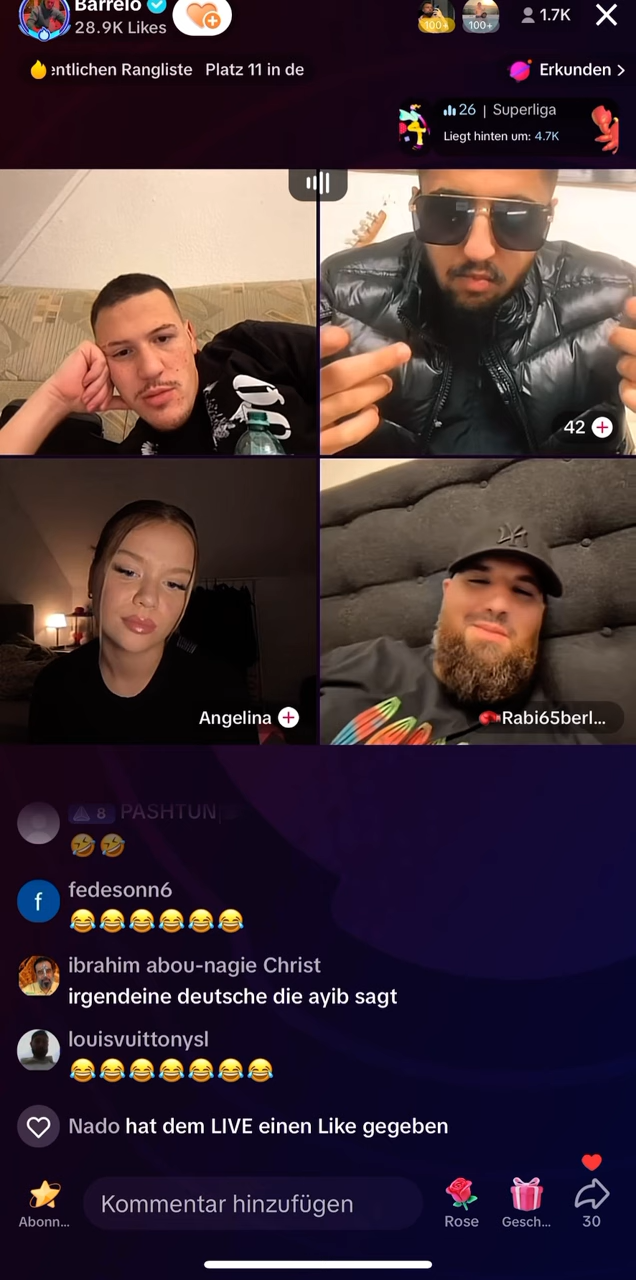 Barrelo
28.9K Likes
100+
100+
1.7K
entlichen Rangliste Platz 11 in de
Erkunden
26 | Superliga
Liegt hinten um: 4.7K
42
Angelina
Rabi65berl...
8 PASHTUN
🤣🤣
f
fedesonn6
😂😂😂😂😂😂
ibrahim abou-nagie Christ
irgendeine deutsche die ayib sagt
louisvuittonysl
😂😂😂😂😂😂😂
Nado hat dem LIVE einen Like gegeben
Kommentar hinzufügen
Abonn...
Rose
Gesch...
30